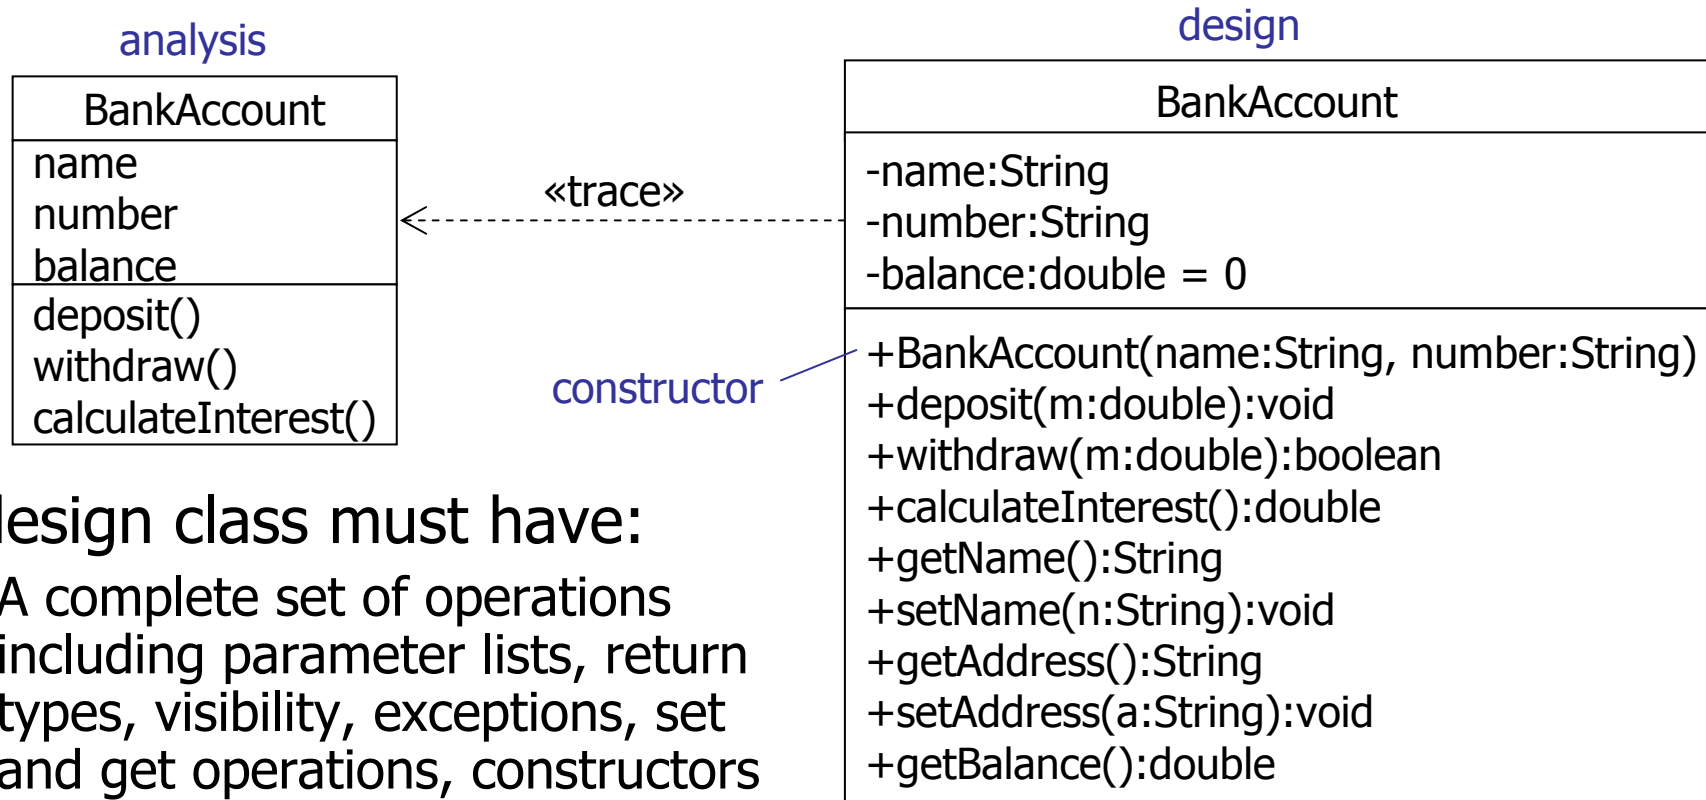 analysis
BankAccount
name
number
balance
deposit()
withdraw()
calculateInterest()
«trace»
constructor
design
BankAccount
-name:String
-number:String
-balance:double = 0
+BankAccount(name:String, number:String)
+deposit(m:double):void
+withdraw(m:double):boolean
+calculateInterest():double
+getName():String
+setName(n:String):void
+getAddress():String
+setAddress(a:String):void
+getBalance():double
design class must have:
A complete set of operations
including parameter lists, return
types, visibility, exceptions, set
and get operations, constructors